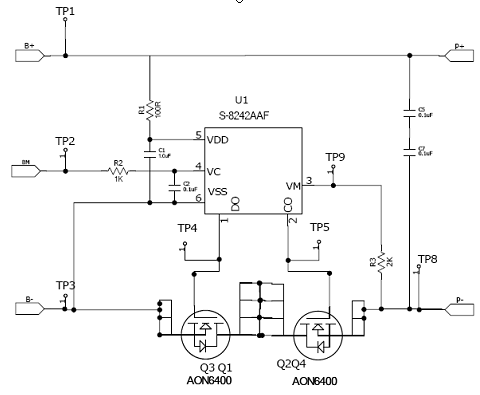 TP1
B+
P+
U1
S-8242AAF
R1
100R
C5
0.1uF
TP2
5
VDD
C1
10uF
C7
0.1uF
BM
R2
1K
4
VC
TP9
1
C2
0.1uF
VSS
VM
3
6
DO
CO
1
2
TP4
TP5
R3
2K
TP8
TP3
B-
P-
Q3 Q1
AON6400
Q2Q4
AON6400